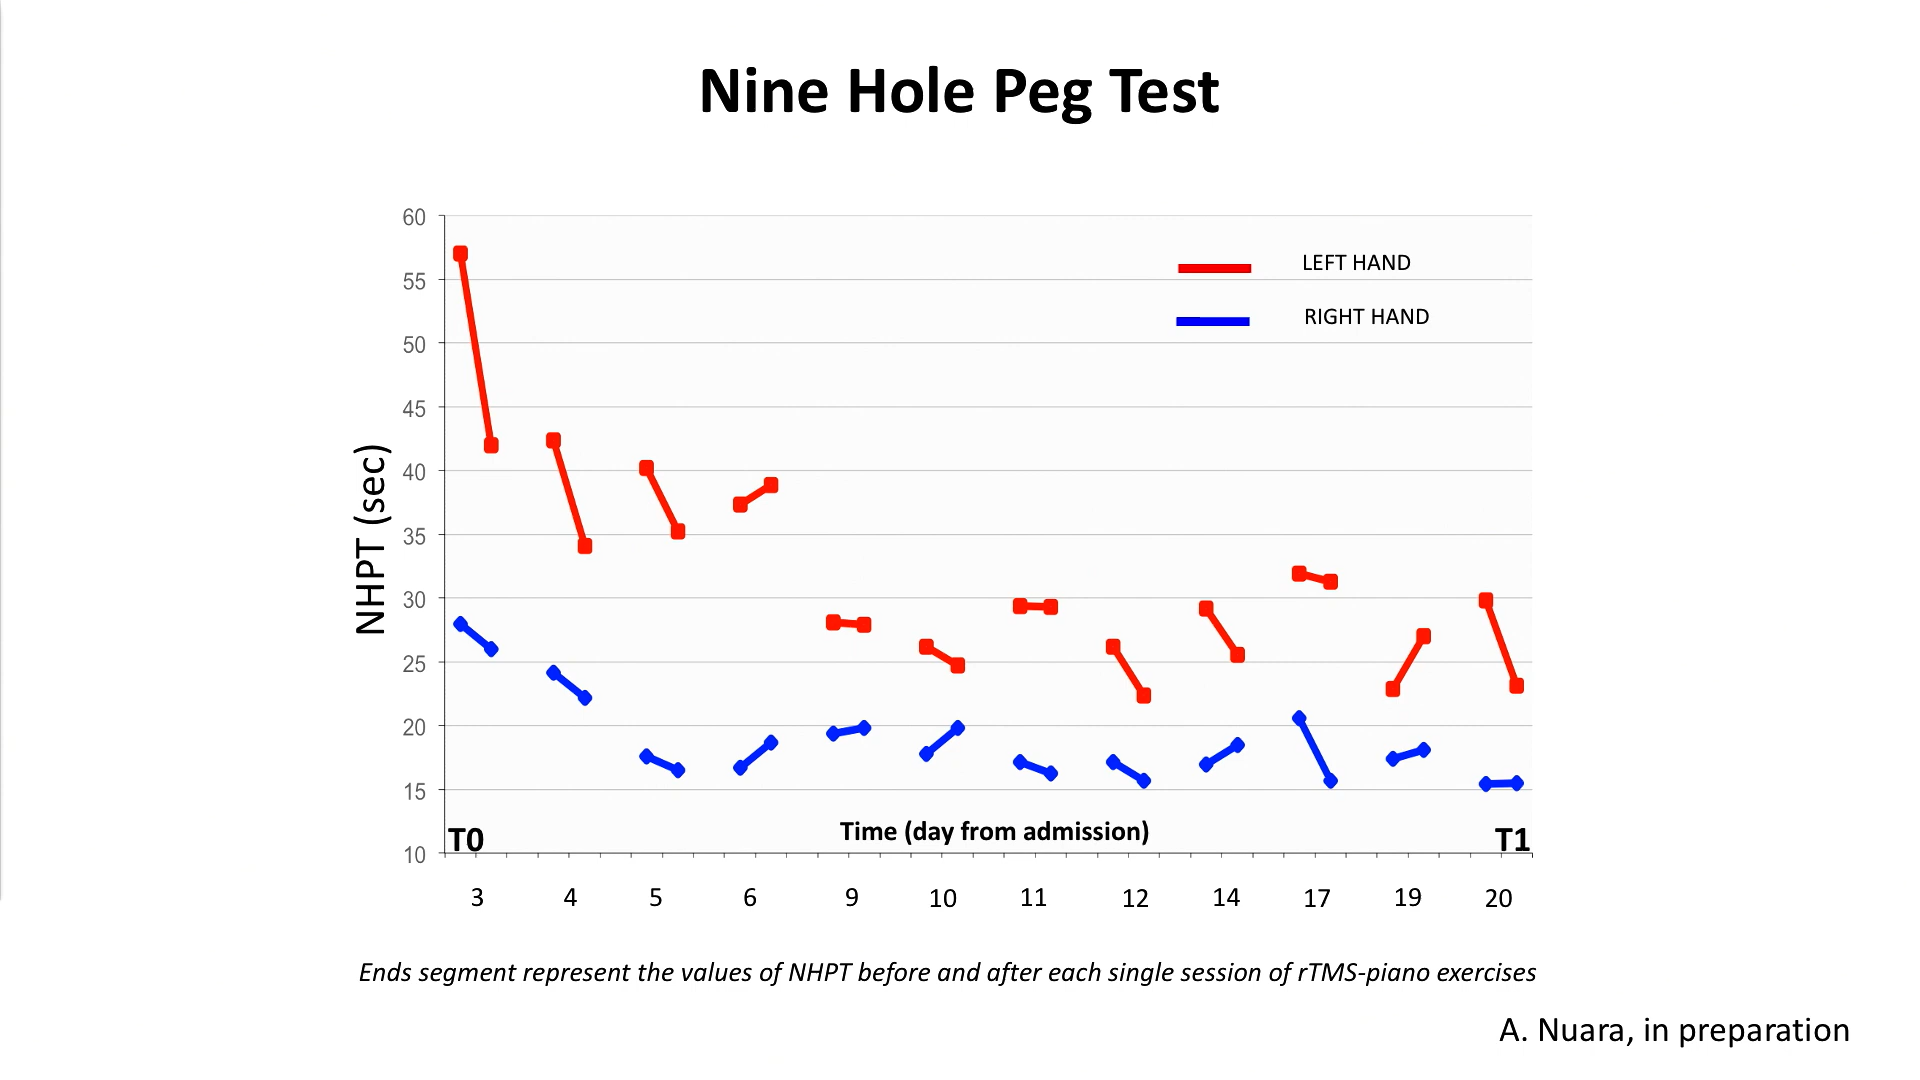 Nine Hole Peg Test
60
55
50
45
40
35
30
25
20
15
10
NHPT (sec)
LEFT HAND
RIGHT HAND
T0
Time (day from admission)
T1
3 4 5 6 9 10 11 12 14 17 19 20
Ends segment represent the values of NHPT before and after each single session of rTMS-piano exercises
A. Nuara, in preparation